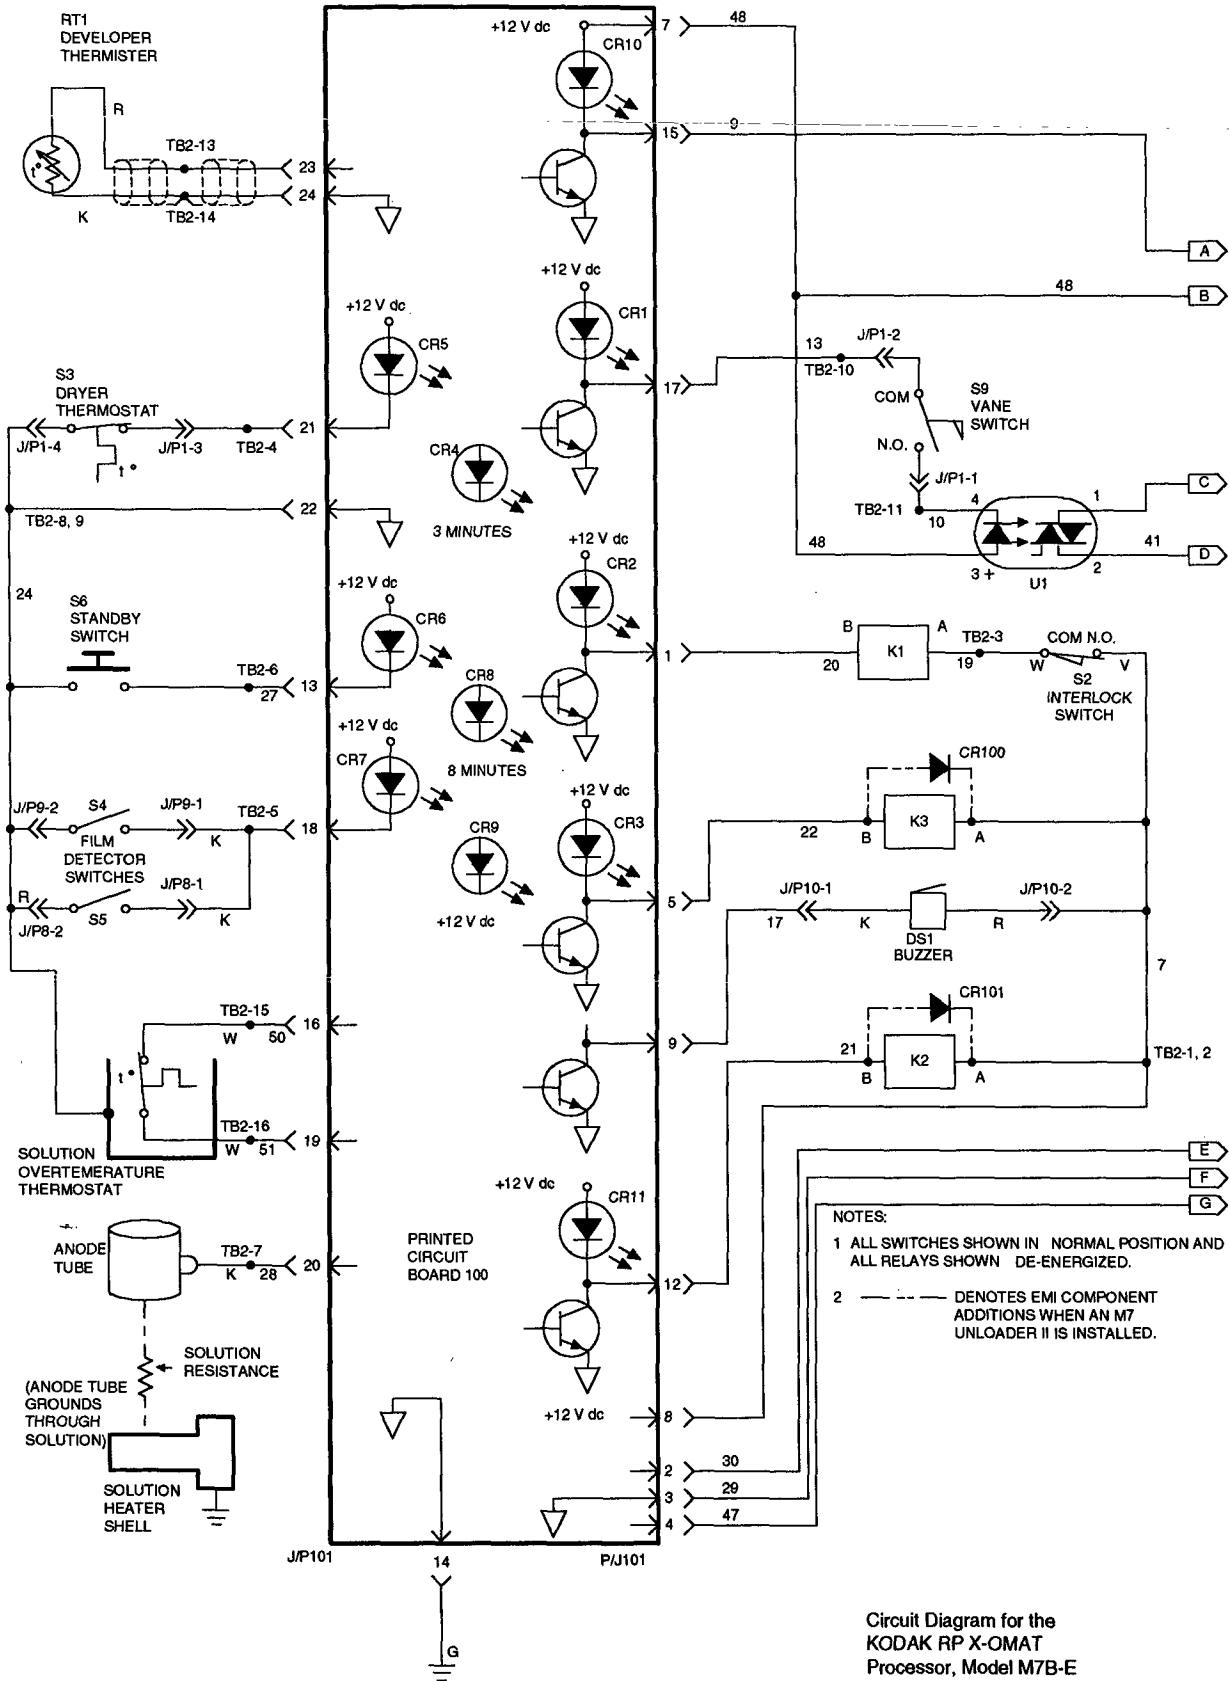 RT1
DEVELOPER
THERMISTER
R
t°
K
TB2-13
TB2-14
23
24
+12 V dc
CR10
7
48
15
9
A
B
48
+12 V dc
CR1
17
13
TB2-10
J/P1-2
COM
S9
VANE
SWITCH
N.O.
J/P1-1
TB2-11
10
4
1
C
48
3 +
U1
2
41
D
+12 V dc
CR5
S3
DRYER
THERMOSTAT
J/P1-4
J/P1-3
TB2-4
21
t°
CR4
3 MINUTES
TB2-8, 9
22
24
+12 V dc
CR2
1
20
B
K1
A
TB2-3
19
COM N.O.
W
V
S2
INTERLOCK
SWITCH
+12 V dc
CR6
S6
STANDBY
SWITCH
TB2-6
27
13
CR8
8 MINUTES
+12 V dc
CR7
J/P9-2
S4
J/P9-1
TB2-5
K
18
FILM
DETECTOR
SWITCHES
R
J/P8-1
S5
K
J/P8-2
CR9
+12 V dc
+12 V dc
CR3
5
22
CR100
B
K3
A
J/P10-1
17
K
DS1
BUZZER
R
J/P10-2
7
9
CR101
21
B
K2
A
TB2-1, 2
TB2-15
W
50
16
t°
TB2-16
W
51
19
SOLUTION
OVERTEMERATURE
THERMOSTAT
ANODE
TUBE
TB2-7
K
28
20
PRINTED
CIRCUIT
BOARD 100
+12 V dc
CR11
12
E
F
G
NOTES:
1 ALL SWITCHES SHOWN IN NORMAL POSITION AND
ALL RELAYS SHOWN DE-ENERGIZED.
2 DENOTES EMI COMPONENT
ADDITIONS WHEN AN M7
UNLOADER II IS INSTALLED.
SOLUTION
RESISTANCE
(ANODE TUBE
GROUNDS
THROUGH
SOLUTION)
SOLUTION
HEATER
SHELL
+12 V dc
8
2
30
3
29
4
47
J/P101
14
P/J101
G
Circuit Diagram for the
KODAK RP X-OMAT
Processor, Model M7B-E